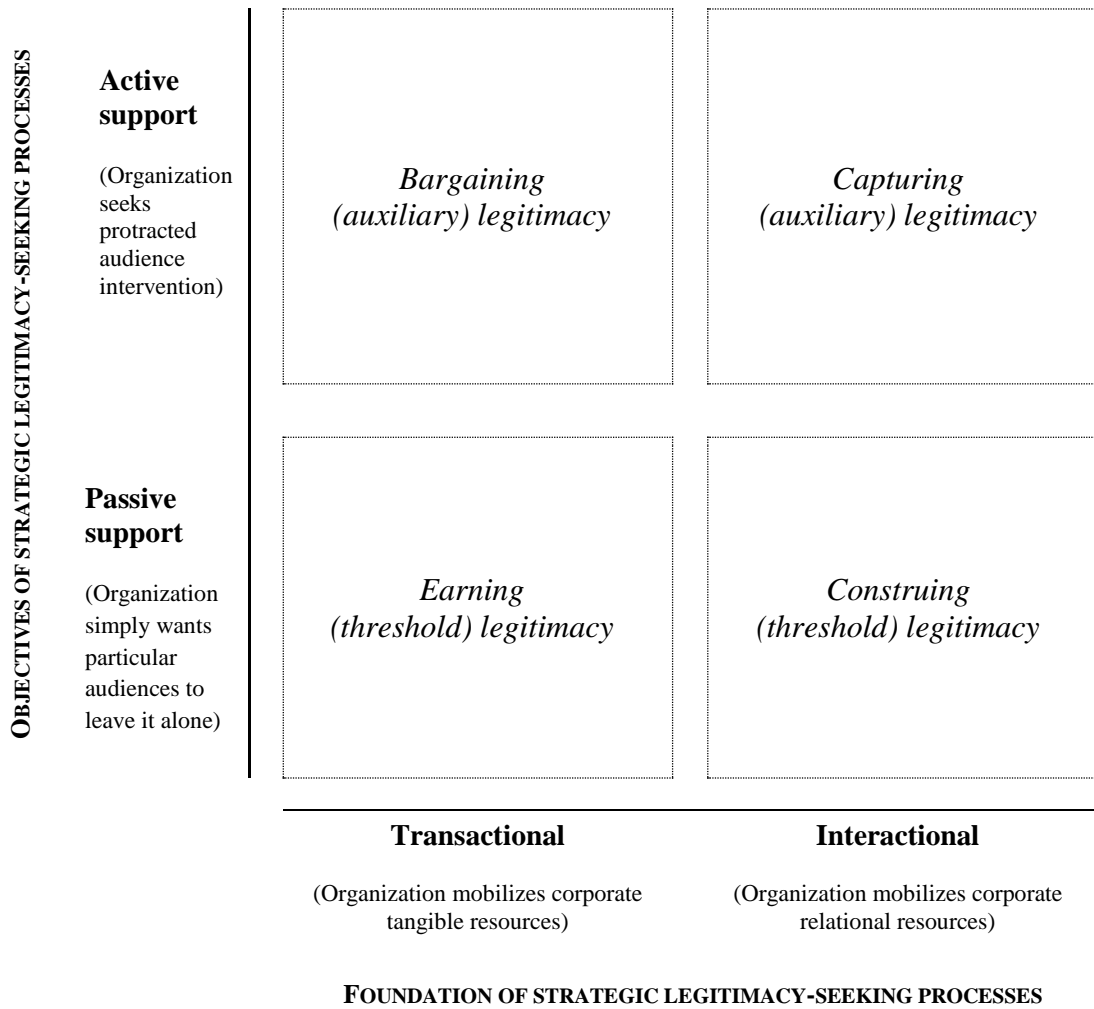 OBJECTIVES OF STRATEGIC LEGITIMACY-SEEKING PROCESSES
Active
support
(Organization
seeks
protracted
audience
intervention)
Bargaining
(auxiliary) legitimacy
Capturing
(auxiliary) legitimacy
Passive
support
(Organization
simply wants
particular
audiences to
leave it alone)
Earning
(threshold) legitimacy
Construing
(threshold) legitimacy
Transactional
(Organization mobilizes corporate
tangible resources)
Interactional
(Organization mobilizes corporate
relational resources)
FOUNDATION OF STRATEGIC LEGITIMACY-SEEKING PROCESSES